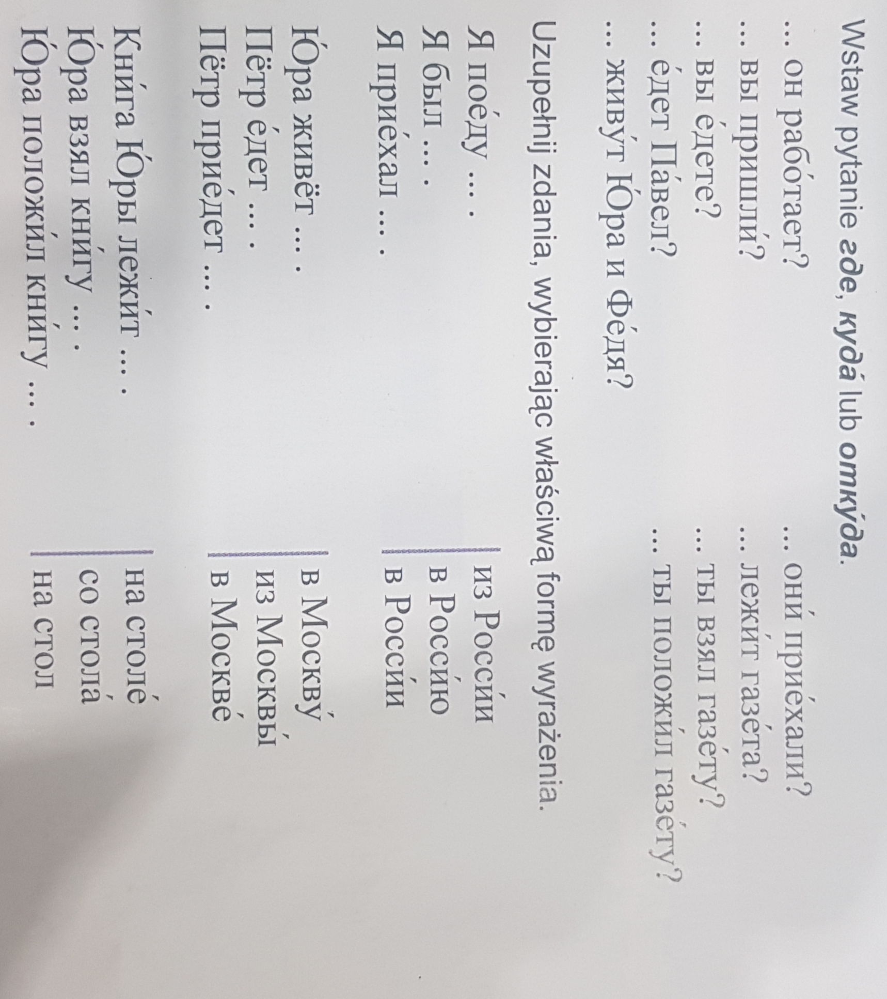 Wstaw pytanie где, куда́ lub отку́да.
... он рабо́тает? ... они́ прие́хали?
... вы пришли́? ... лежи́т газе́та?
... вы е́дете? ... ты взял газе́ту?
... е́дет Па́вел? ... ты положи́л газе́ту?
... живу́т Ю́ра и Фе́дя?
Uzupełnij zdania, wybierając właściwą formę wyrażenia.
Я пое́ду ... . из Росси́и
Я был ... . в Росси́ю
Я прие́хал ... . в Росси́и
Ю́ра живёт ... . в Москву́
Пётр е́дет ... . из Москвы́
Пётр прие́дет ... . в Москве́
Кни́га Ю́ры лежи́т ... . на столе́
Ю́ра взял кни́гу ... . со стола́
Ю́ра положи́л кни́гу ... . на стол